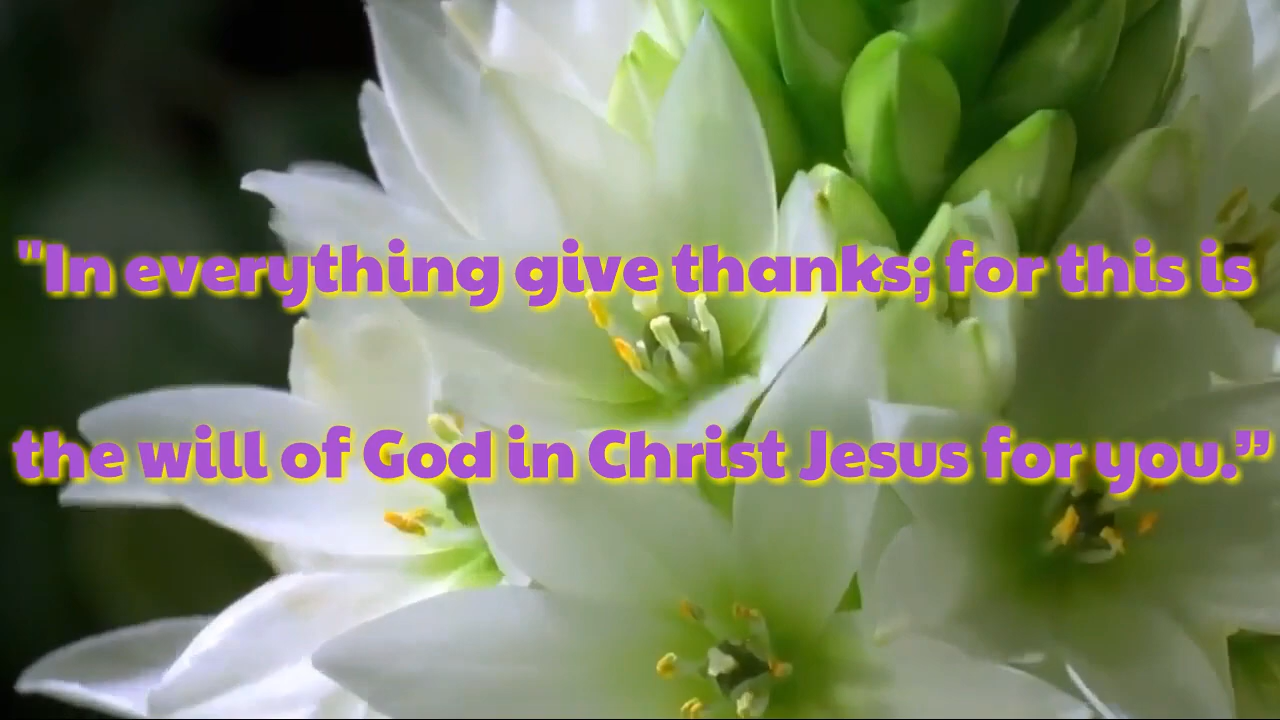 "In everything give thanks; for this is
the will of God in Christ Jesus for you.”